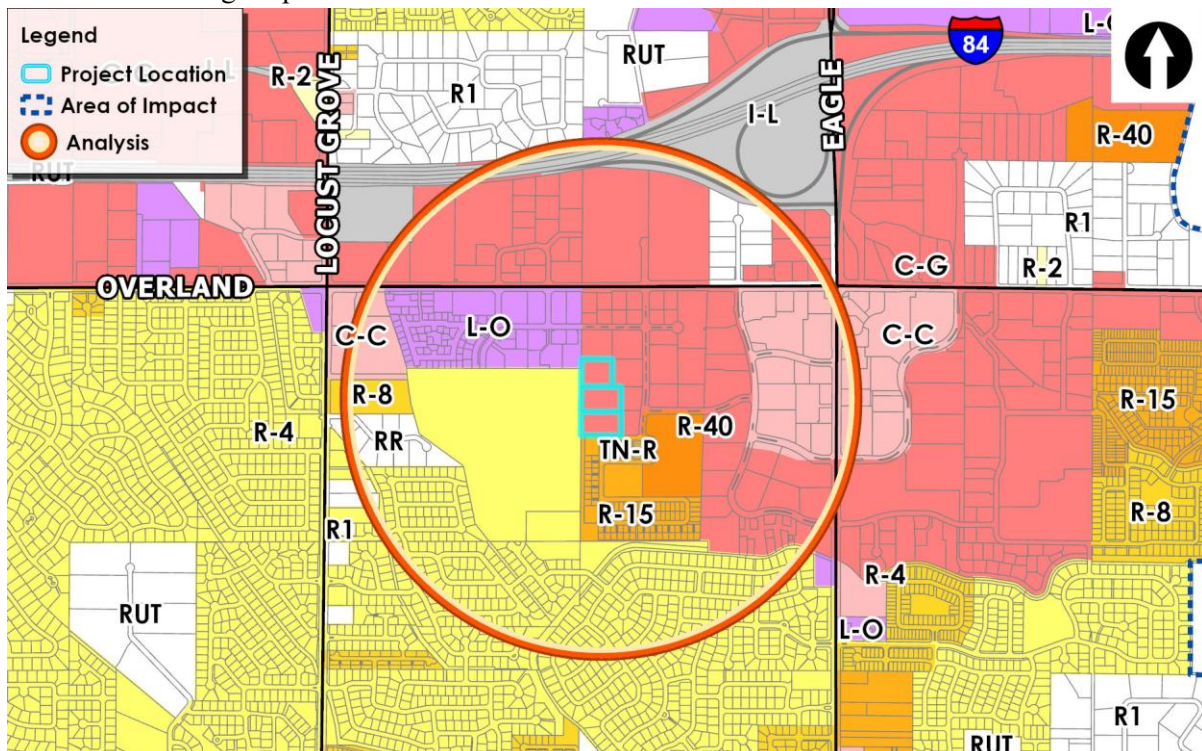 Legend
Project Location
Area of Impact
Analysis
RUT
R-2
R1
LOCUST GROVE
RUT
I-L
EAGLE
84
R-40
R1
R-2
C-G
OVERLAND
C-C
L-O
C-C
R-8
RR
R-4
R-40
TN-R
R-15
R-15
R-8
R1
RUT
R-4
L-O
R1
RUT